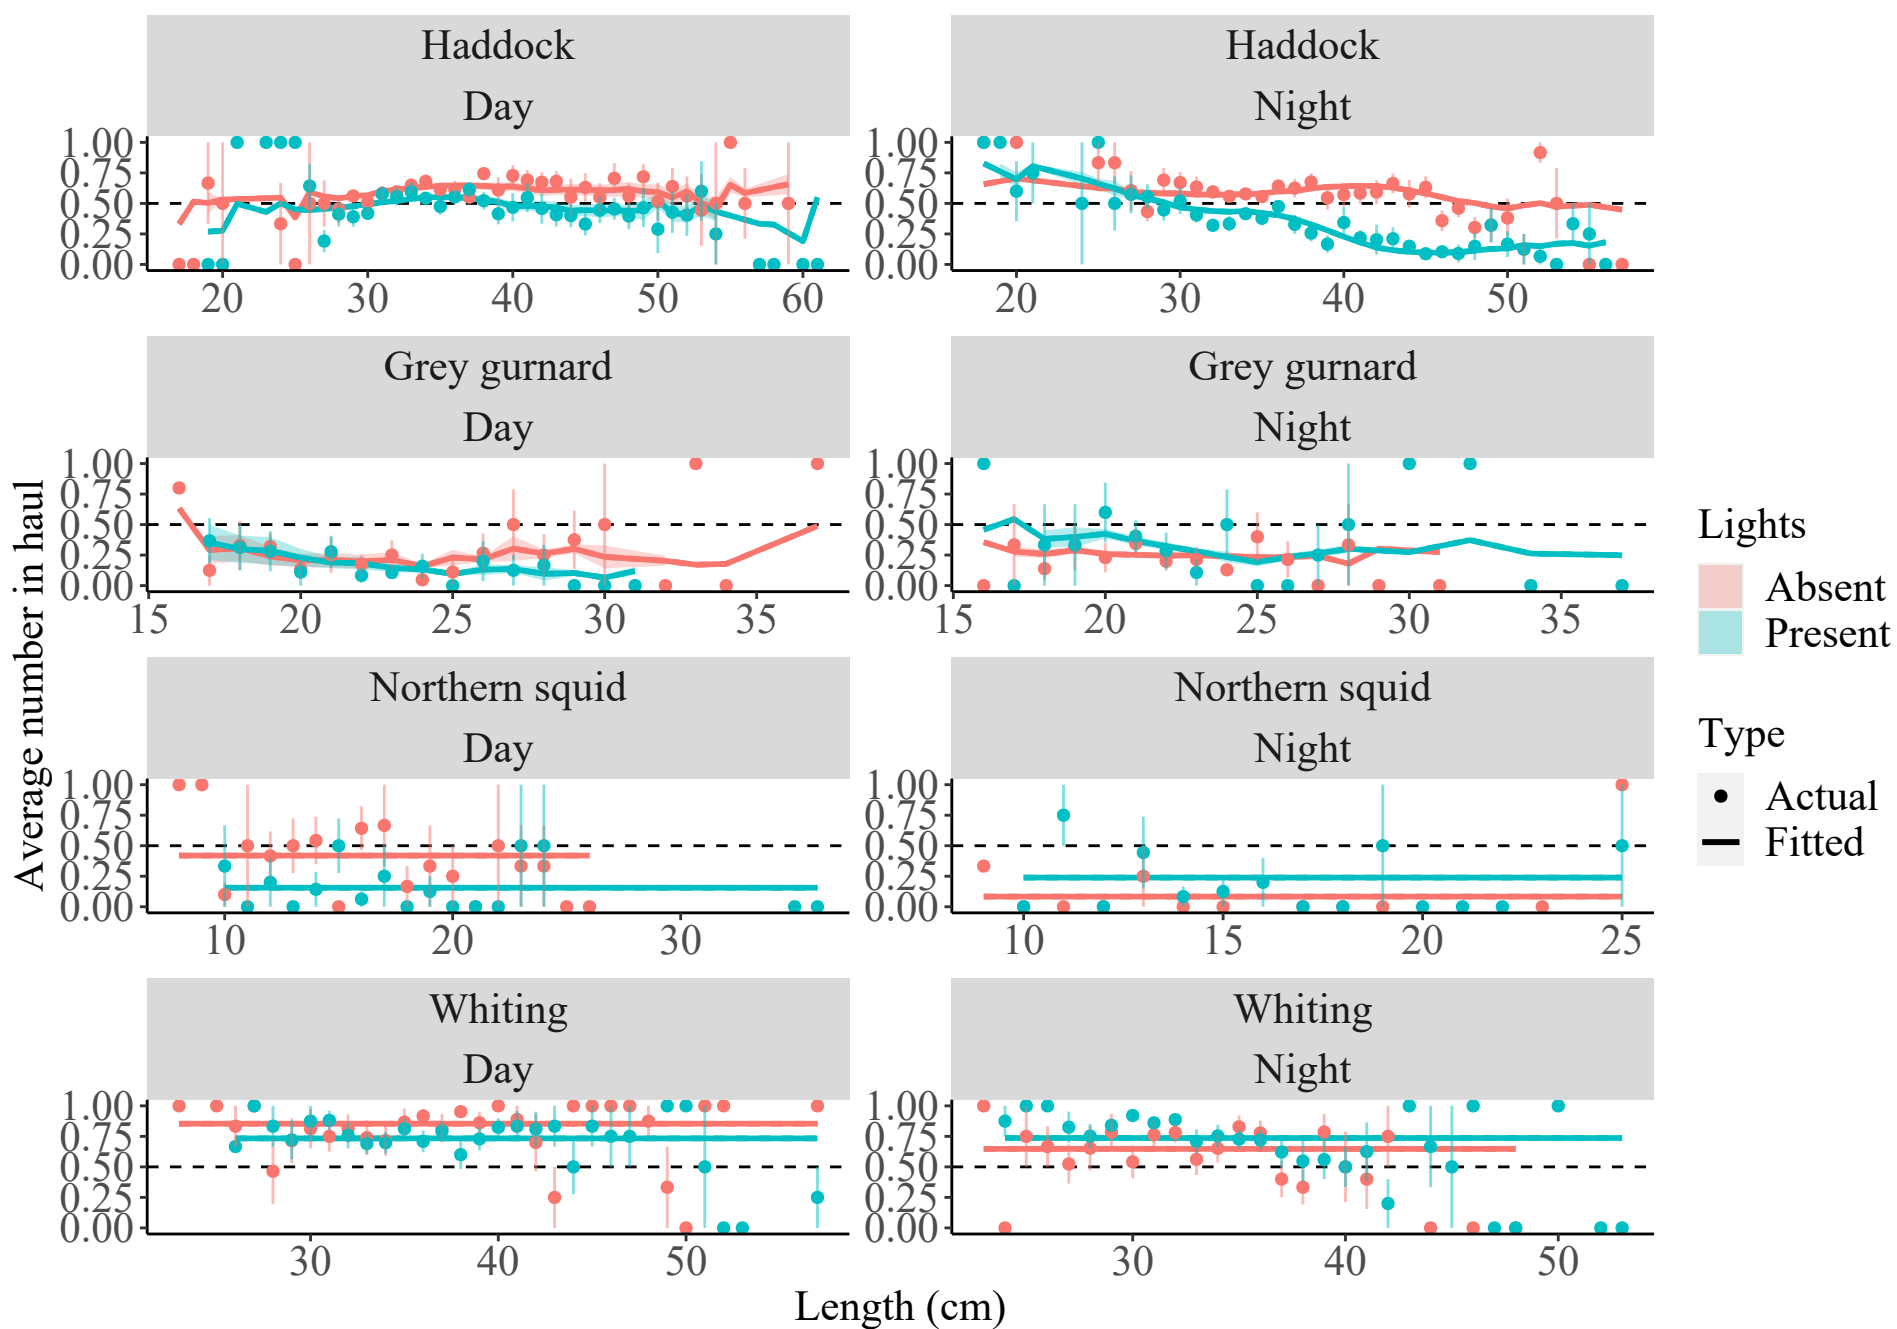 Haddock
Day
Haddock
Night
1.00
0.75
0.50
0.25
0.00
20 30 40 50 60
1.00
0.75
0.50
0.25
0.00
20 30 40 50
Grey gurnard
Day
Grey gurnard
Night
1.00
0.75
0.50
0.25
0.00
15 20 25 30 35
1.00
0.75
0.50
0.25
0.00
15 20 25 30 35
Northern squid
Day
Northern squid
Night
1.00
0.75
0.50
0.25
0.00
10 20 30
1.00
0.75
0.50
0.25
0.00
10 15 20 25
Whiting
Day
Whiting
Night
1.00
0.75
0.50
0.25
0.00
30 40 50
1.00
0.75
0.50
0.25
0.00
30 40 50
Average number in haul
Length (cm)
Lights
Absent
Present
Type
Actual
Fitted